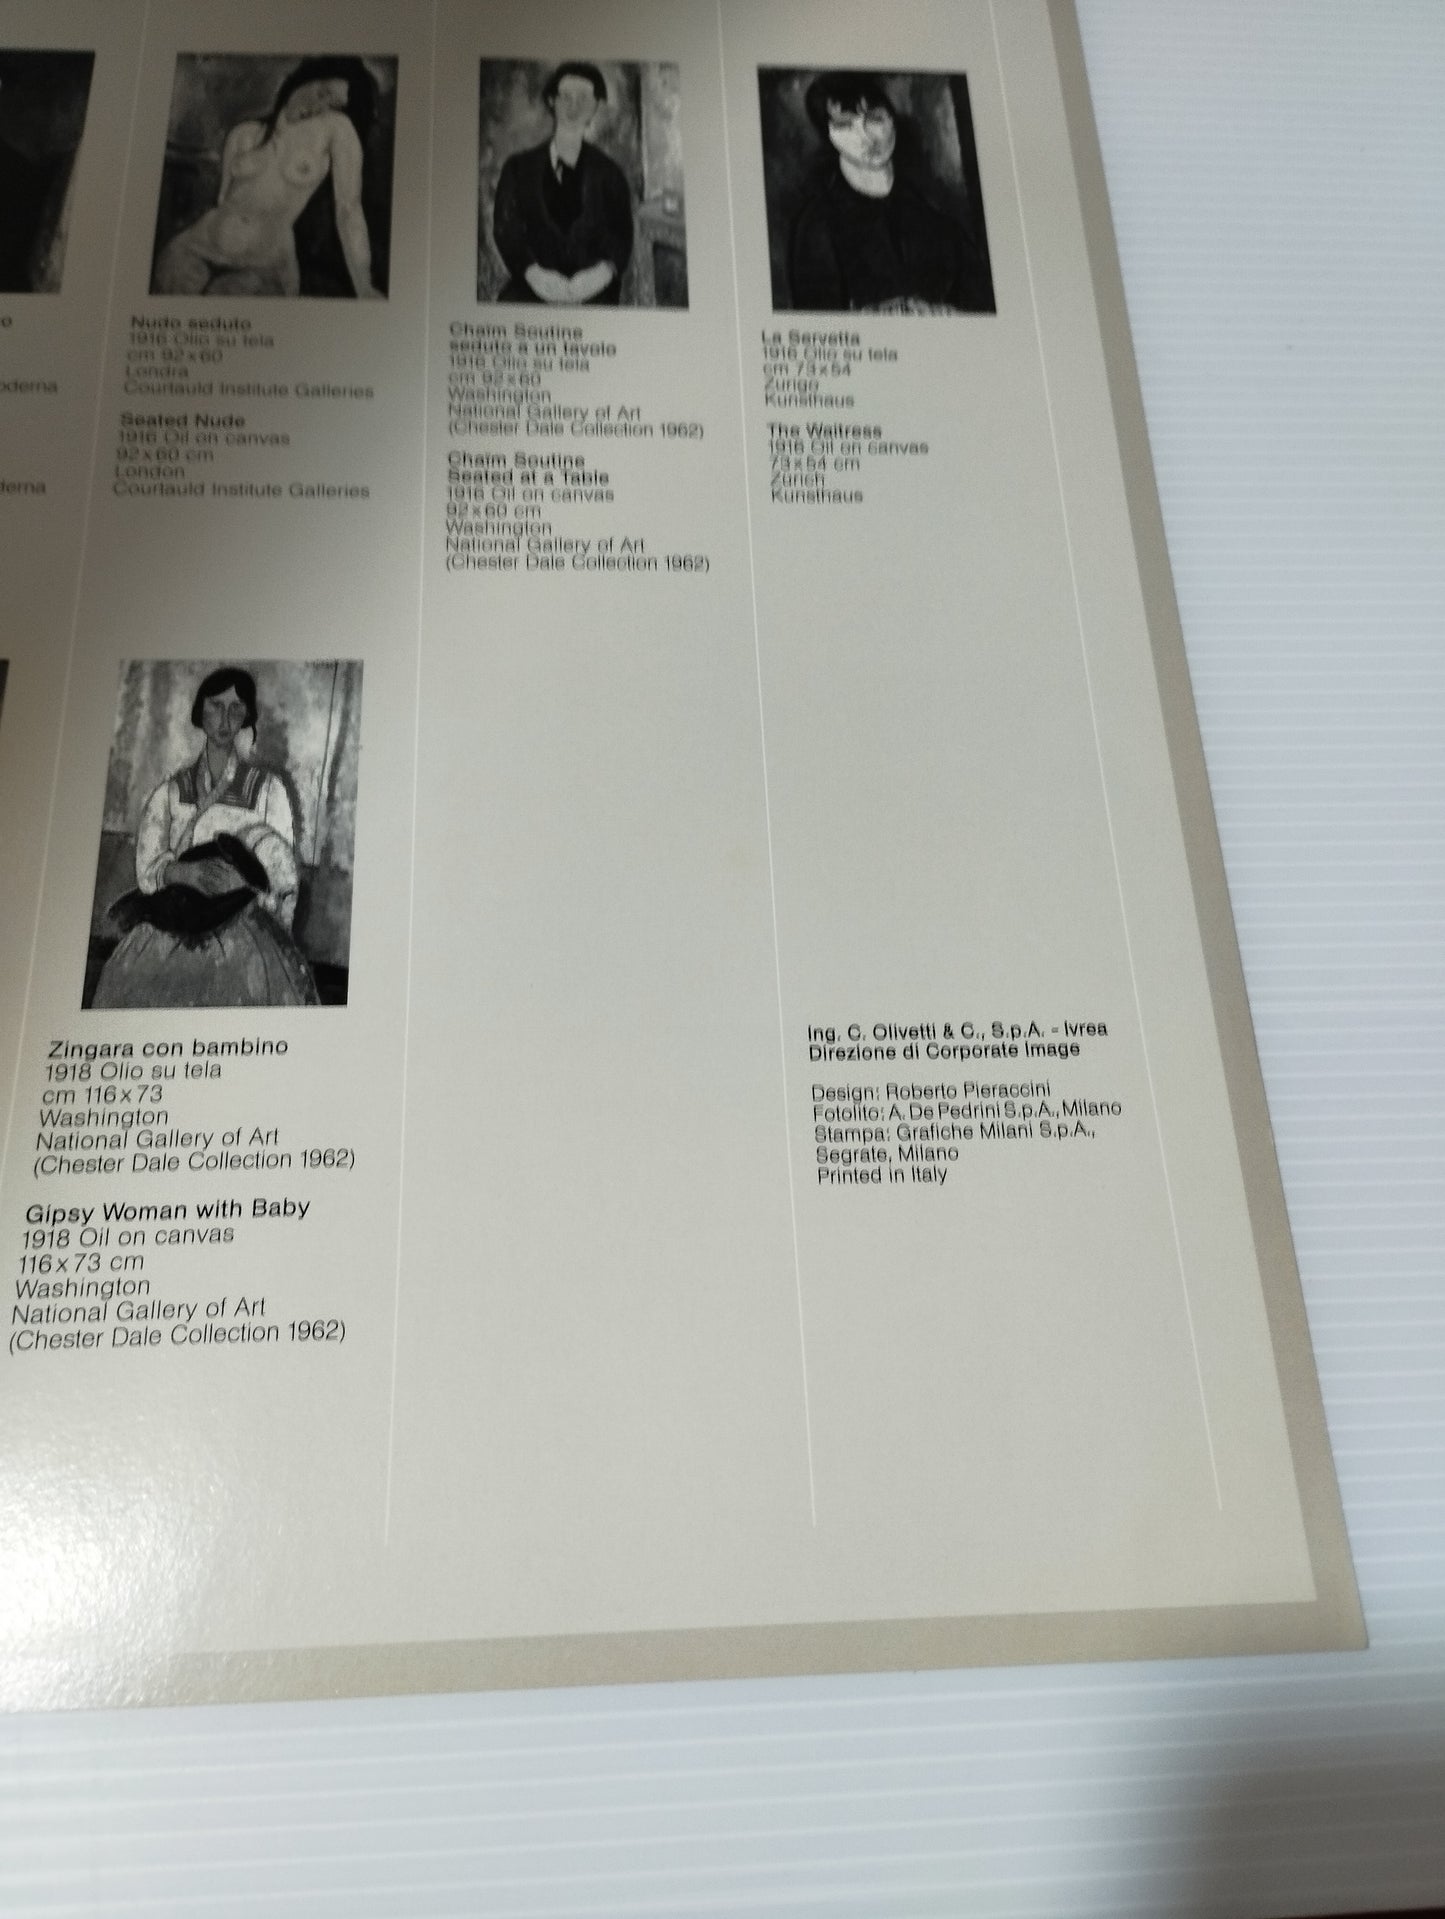 o
oderna
derna
Nudo seduto
1916 Olio su tela
cm 92x60
Londra
Courtauld Institute Galleries
Seated Nude
1916 Oil on canvas
92x60 cm
London
Courtauld Institute Galleries
Chaïm Soutine
seduto a un tavolo
1916 Olio su tela
cm 92x60
Washington
National Gallery of Art
(Chester Dale Collection 1962)
Chaïm Soutine
Seated at a Table
1916 Oil on canvas
92x60 cm
Washington
National Gallery of Art
(Chester Dale Collection 1962)
La Servetta
1916 Olio su tela
cm 73x54
Zurigo
Kunsthaus
The Waitress
1916 Oil on canvas
73x54 cm
Zürich
Kunsthaus
Zingara con bambino
1918 Olio su tela
cm 116x73
Washington
National Gallery of Art
(Chester Dale Collection 1962)
Gipsy Woman with Baby
1918 Oil on canvas
116x73 cm
Washington
National Gallery of Art
(Chester Dale Collection 1962)
Ing. C. Olivetti & C., S.p.A. - Ivrea
Direzione di Corporate Image
Design: Roberto Pieraccini
Fotolito: A. De Pedrini S.p.A., Milano
Stampa: Grafiche Milani S.p.A.,
Segrate, Milano
Printed in Italy